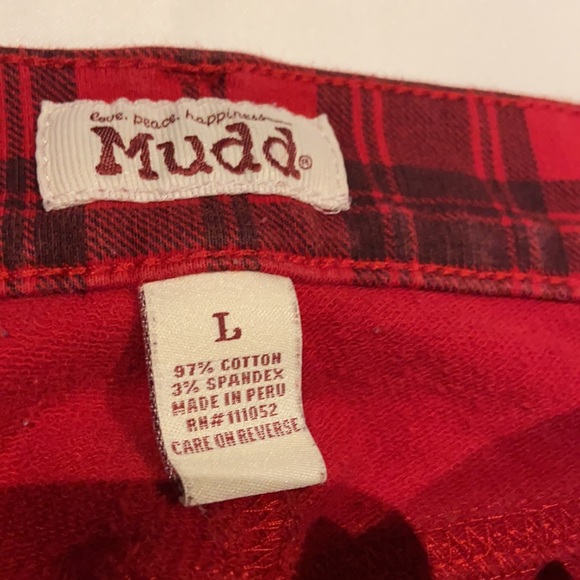 love. peace. happiness
Mudd®
L
97% COTTON
3% SPANDEX
MADE IN PERU
RN#111052
CARE ON REVERSE